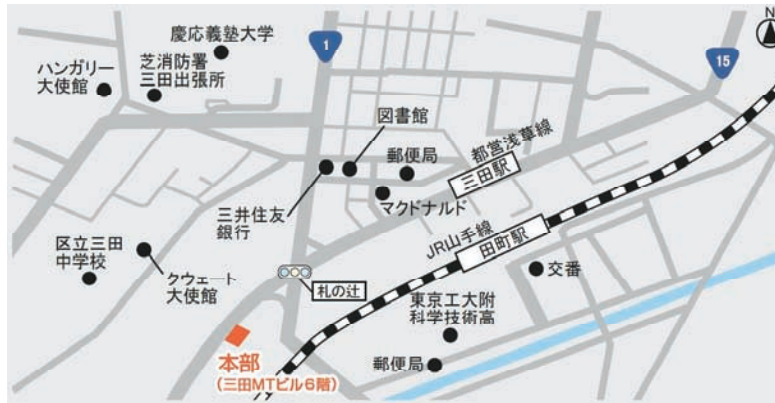 慶応義塾大学
1
N
15
芝消防署
三田出張所
ハンガリー
大使館
図書館
郵便局
都営浅草線
三田駅
三井住友
銀行
マクドナルド
JR山手線
田町駅
区立三田
中学校
クウェート
大使館
札の辻
交番
東京工大附
科学技術高
本部
(三田MTビル6階)
郵便局